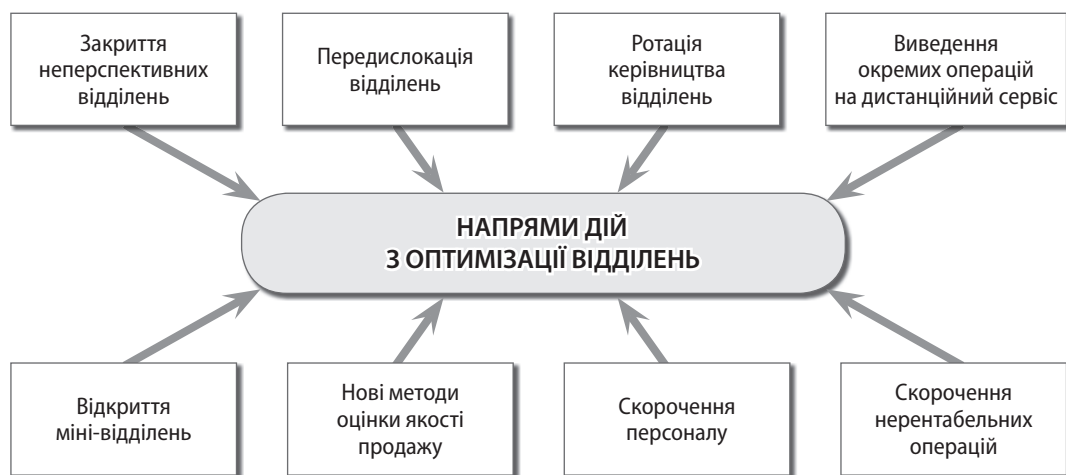 Закриття
неперспективних
відділень
Передислокація
відділень
Ротація
керівництва
відділень
Виведення
окремих операцій
на дистанційний сервіс
НАПРЯМИ ДІЙ
З ОПТИМІЗАЦІЇ ВІДДІЛЕНЬ
Відкриття
міні-відділень
Нові методи
оцінки якості
продажу
Скорочення
персоналу
Скорочення
нерентабельних
операцій